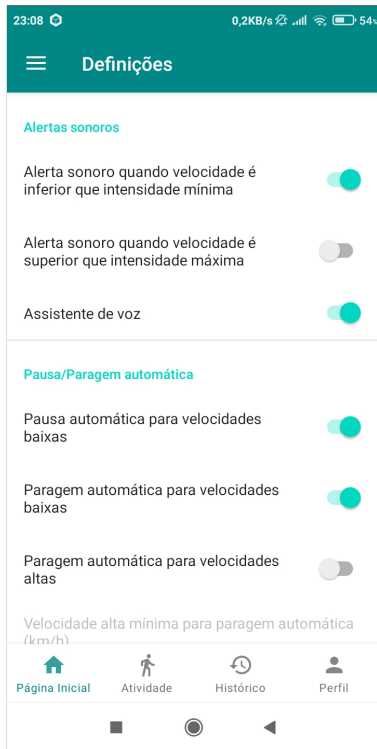 23:08 0,2KB/s 54%
Definições
Alertas sonoros
Alerta sonoro quando velocidade é
inferior que intensidade mínima
Alerta sonoro quando velocidade é
superior que intensidade máxima
Assistente de voz
Pausa/Paragem automática
Pausa automática para velocidades
baixas
Paragem automática para velocidades
baixas
Paragem automática para velocidades
altas
Velocidade alta mínima para paragem automática
(km/h)
Página Inicial Atividade Histórico Perfil